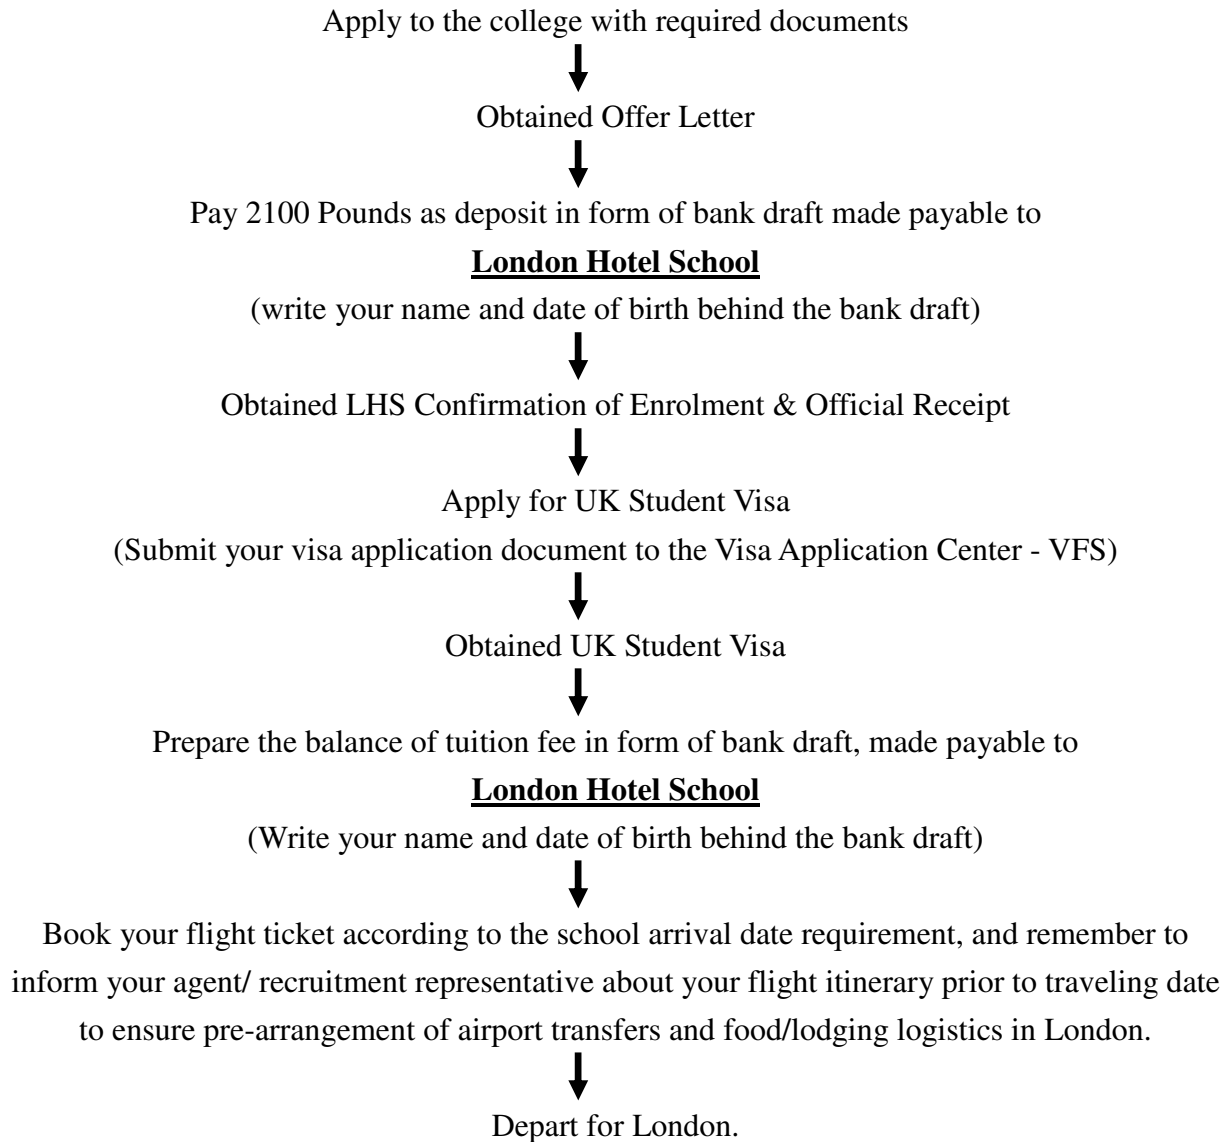 Apply to the college with required documents
Obtained Offer Letter
Pay 2100 Pounds as deposit in form of bank draft made payable to
London Hotel School
(write your name and date of birth behind the bank draft)
Obtained LHS Confirmation of Enrolment & Official Receipt
Apply for UK Student Visa
(Submit your visa application document to the Visa Application Center - VFS)
Obtained UK Student Visa
Prepare the balance of tuition fee in form of bank draft, made payable to
London Hotel School
(Write your name and date of birth behind the bank draft)
Book your flight ticket according to the school arrival date requirement, and remember to
inform your agent/ recruitment representative about your flight itinerary prior to traveling date
to ensure pre-arrangement of airport transfers and food/lodging logistics in London.
Depart for London.